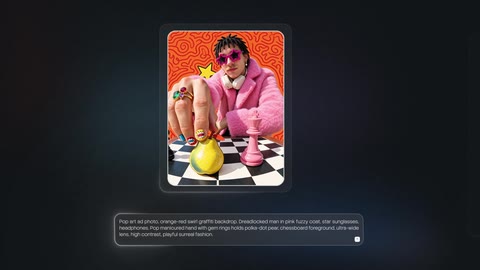 Pop art ad photo, orange-red swirl graffiti backdrop. Dreadlocked man in pink fuzzy coat, star sunglasses,
headphones. Pop manicured hand with gem rings holds polka-dot pear, chessboard foreground, ultra-wide
lens, high contrast, playful surreal fashion.